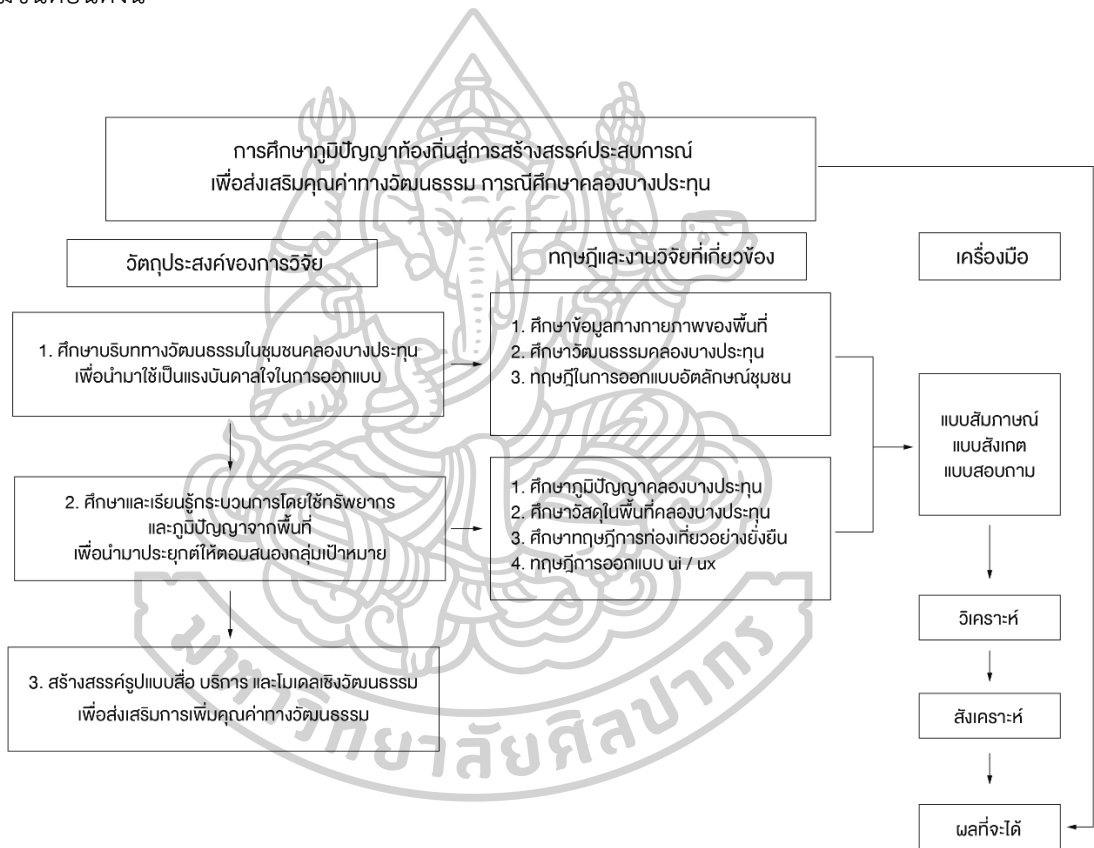 การศึกษาภูมิปัญญาท้องถิ่นสู่การสร้างสรรค์ประสบการณ์
เพื่อส่งเสริมคุณค่าทางวัฒนธรรม การณีศึกษาคลองบางประทุน
วัตถุประสงค์ของการวิจัย
ทฤษฎีและงานวิจัยที่เกี่ยวข้อง
เครื่องมือ
1. ศึกษาบริบททางวัฒนธรรมในชุมชนคลองบางประทุน
เพื่อนำมาใช้เป็นแรงบันดาลใจในการออกแบบ
1. ศึกษาข้อมูลทางกายภาพของพื้นที่
2. ศึกษาวัฒนธรรมคลองบางประทุน
3. ทฤษฎีในการออกแบบอัตลักษณ์ชุมชน
แบบสัมภาษณ์
แบบสังเกต
แบบสอบถาม
2. ศึกษาและเรียนรู้กระบวนการโดยใช้ทรัพยากร
และภูมิปัญญาจากพื้นที่
เพื่อนำมาประยุกต์ให้ตอบสนองกลุ่มเป้าหมาย
1. ศึกษาภูมิปัญญาคลองบางประทุน
2. ศึกษาวัสดุในพื้นที่คลองบางประทุน
3. ศึกษาทฤษฎีการท่องเที่ยวอย่างยั่งยืน
4. ทฤษฎีการออกแบบ ui / ux
วิเคราะห์
3. สร้างสรรค์รูปแบบสื่อ บริการ และโมเดลเชิงวัฒนธรรม
เพื่อส่งเสริมการเพิ่มคุณค่าทางวัฒนธรรม
สังเคราะห์
ผลที่จะได้
มหาวิทยาลัยศิลปากร